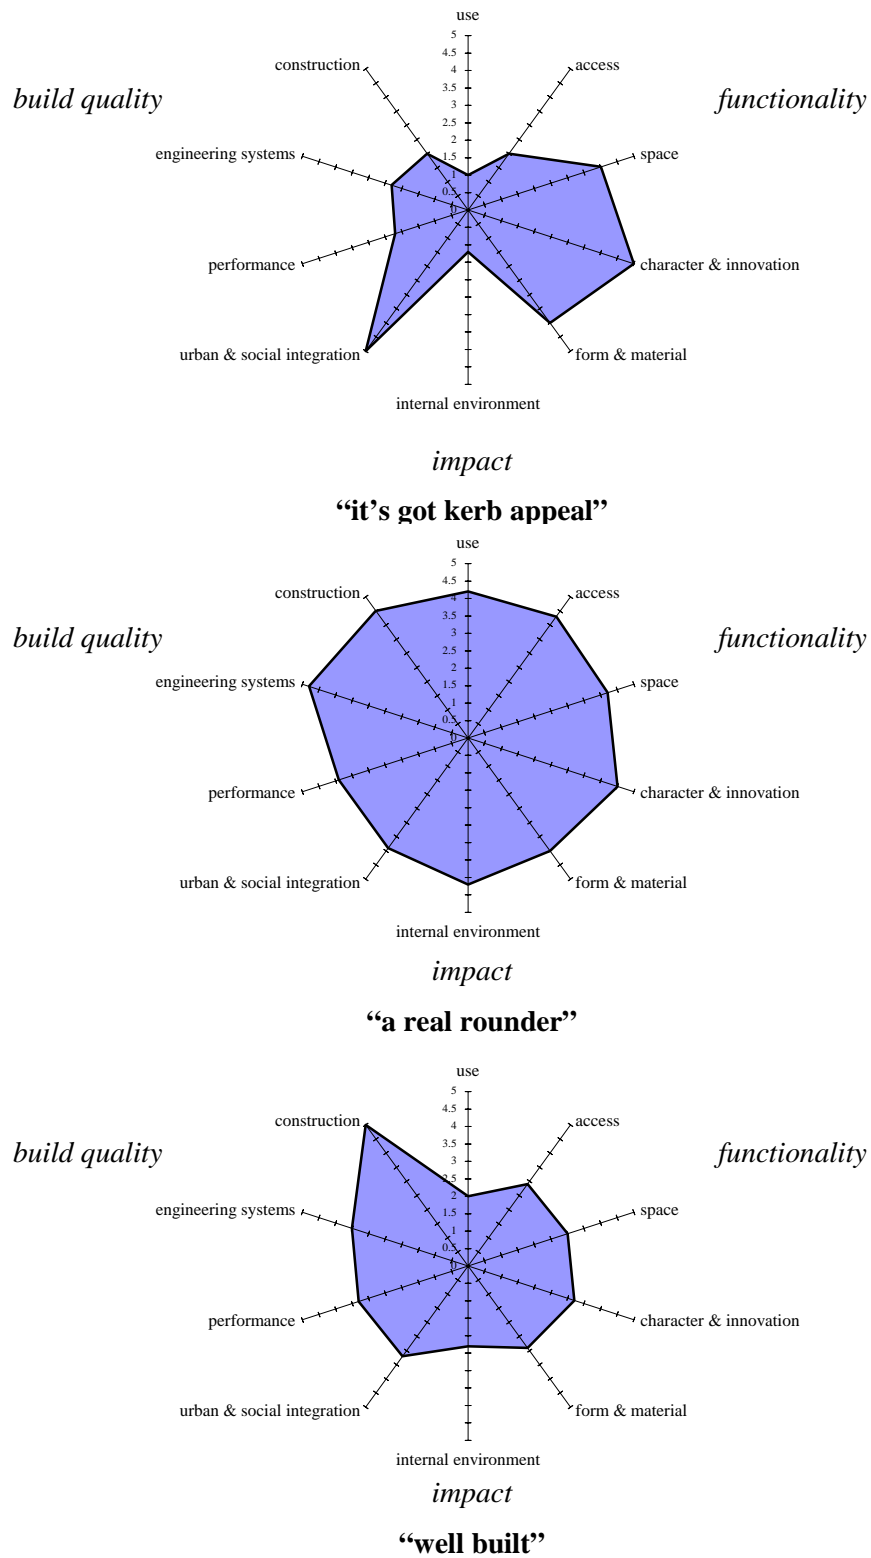 use
5
4.5
4
3.5
3
2.5
2
1.5
1
0.5
0
construction
access
build quality
functionality
engineering systems
space
performance
character & innovation
urban & social integration
form & material
internal environment
impact
“it’s got kerb appeal”
use
5
4.5
4
3.5
3
2.5
2
1.5
1
0.5
0
construction
access
build quality
functionality
engineering systems
space
performance
character & innovation
urban & social integration
form & material
internal environment
impact
“a real rounder”
use
5
4.5
4
3.5
3
2.5
2
1.5
1
0.5
0
construction
access
build quality
functionality
engineering systems
space
performance
character & innovation
urban & social integration
form & material
internal environment
impact
“well built”